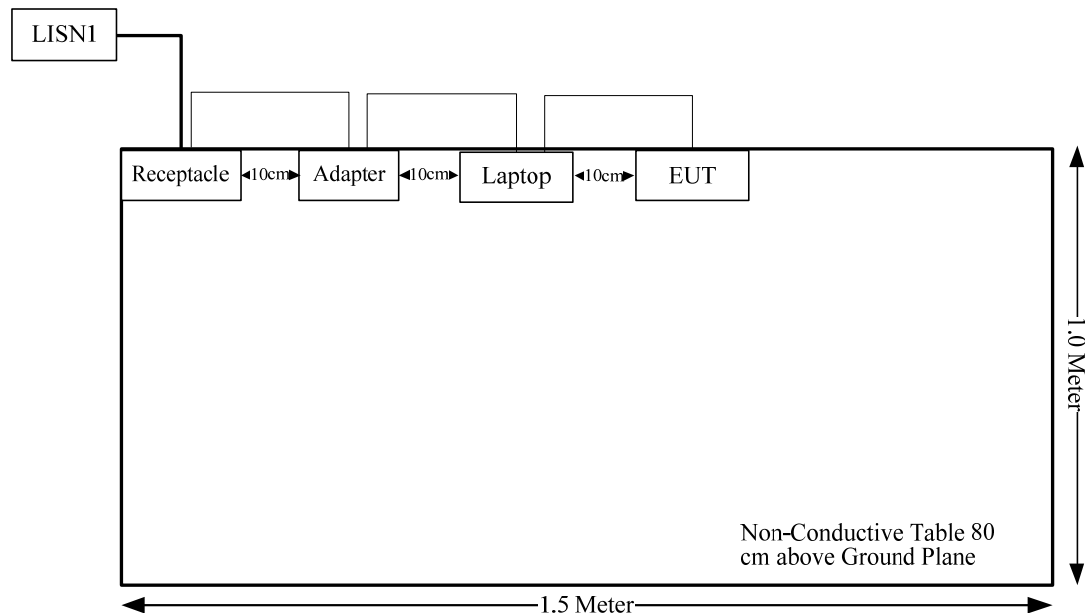 LISN1
Receptacle
10cm
Adapter
10cm
Laptop
10cm
EUT
1.0 Meter
Non-Conductive Table 80
cm above Ground Plane
1.5 Meter